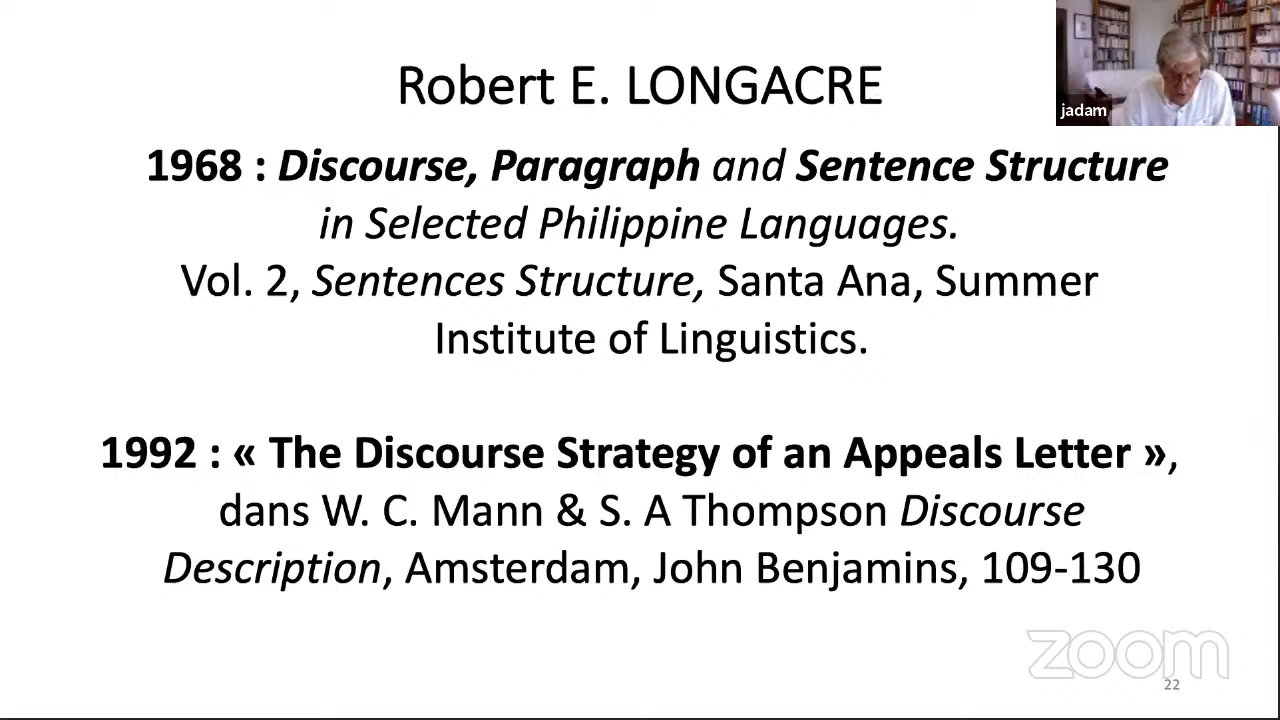 Robert E. LONGACRE
jadam
1968 : Discourse, Paragraph and Sentence Structure
in Selected Philippine Languages.
Vol. 2, Sentences Structure, Santa Ana, Summer
Institute of Linguistics.
1992 : « The Discourse Strategy of an Appeals Letter »,
dans W. C. Mann & S. A Thompson Discourse
Description, Amsterdam, John Benjamins, 109-130
zoom
22